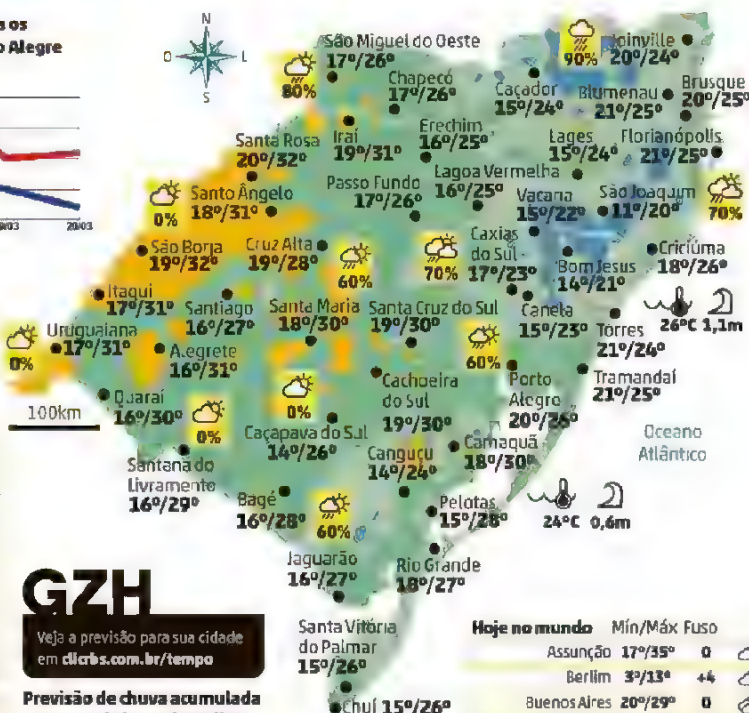 a os
o Alegre
9/03
20/03
N
O
L
S
São Miguel do Oeste
17º/26º
80%
Chapecó
17º/26º
Caçador
15º/24º
90%
Joinville
20º/24º
Blumenau
21º/25º
Brusque
20º/25º
Santa Rosa
20º/32º
Iraí
19º/31º
Erechim
16º/25º
Lages
15º/24º
Florianópolis
21º/25º
0%
Santo Ângelo
18º/31º
Passo Fundo
17º/26º
Lagoa Vermelha
16º/25º
Vacaria
15º/22º
São Joaquim
11º/20º
70%
São Borja
19º/32º
Cruz Alta
19º/28º
60%
70%
Caxias
do Sul
17º/23º
Bom Jesus
14º/21º
Criciúma
18º/26º
Itaqui
17º/31º
Santiago
16º/27º
Santa Maria
18º/30º
Santa Cruz do Sul
19º/30º
Canela
15º/23º
26ºC 1,1m
Torres
21º/24º
0%
Uruguaiana
17º/31º
Alegrete
16º/31º
60%
Quaraí
16º/30º
100km
0%
0%
Caçapava do Sul
14º/26º
Cachoeira
do Sul
19º/30º
Porto
Alegre
20º/26º
Tramandaí
21º/25º
Oceano
Atlântico
Santana do
Livramento
16º/29º
Bagé
16º/28º
60%
Canguçu
14º/24º
Camaquã
18º/30º
Pelotas
15º/28º
24ºC 0,6m
Jaguarão
16º/27º
Rio Grande
18º/27º
GZH
Veja a previsão para sua cidade
em clicrbs.com.br/tempo
Santa Vitória
do Palmar
15º/26º
Chuí 15º/26º
Previsão de chuva acumulada
Hoje no mundo Mín/Máx Fuso
Assunção 17º/35º 0
Berlim 3º/13º +4
Buenos Aires 20º/29º 0